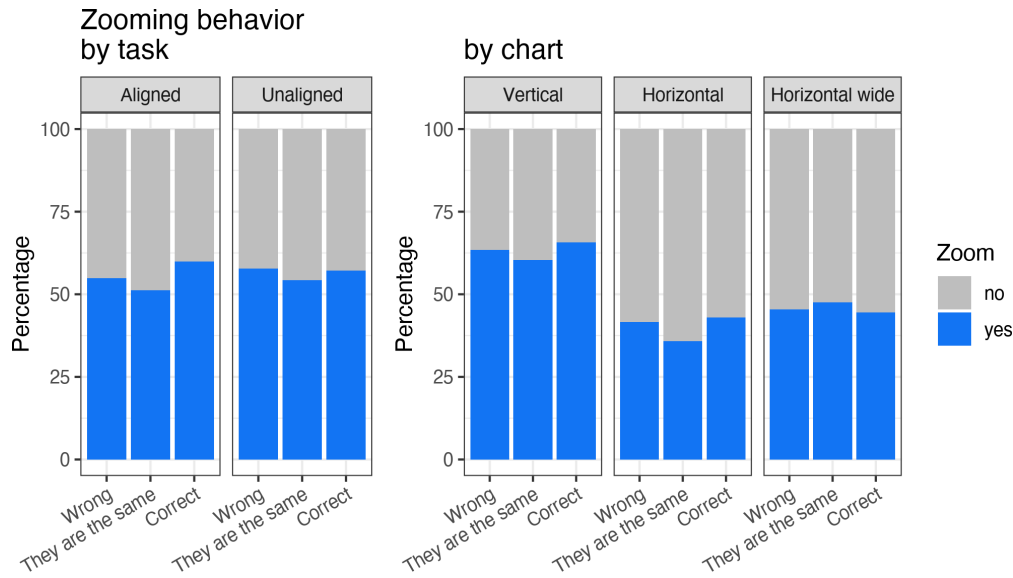 Zooming behavior
by task
by chart
Aligned
Unaligned
Vertical
Horizontal
Horizontal wide
Percentage
100
75
50
25
0
Percentage
100
75
50
25
0
Wrong
They are the same
Correct
Wrong
They are the same
Correct
Wrong
They are the same
Correct
Wrong
They are the same
Correct
Wrong
They are the same
Correct
Zoom
no
yes